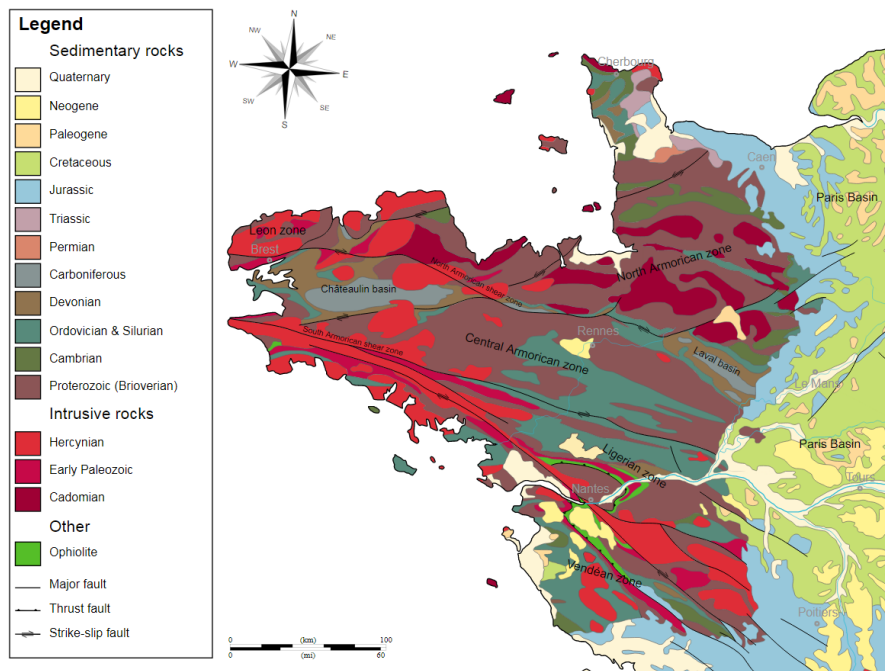 Legend
Sedimentary rocks
Quaternary
Neogene
Paleogene
Cretaceous
Jurassic
Triassic
Permian
Carboniferous
Devonian
Ordovician & Silurian
Cambrian
Proterozoic (Brioverian)
Intrusive rocks
Hercynian
Early Paleozoic
Cadomian
Other
Ophiolite
Major fault
Thrust fault
Strike-slip fault
N
NW
NE
W
E
SW
SE
S
Cherbourg
Caen
Paris Basin
Leon zone
Brest
North Armorican zone
North Armorican shear zone
Châteaulin basin
South Armorican shear zone
Rennes
Central Armorican zone
Laval basin
Le Mans
Paris Basin
Ligerian zone
Tours
Nantes
Vendéan zone
Poitiers
0 (km) 100
0 (mi) 60